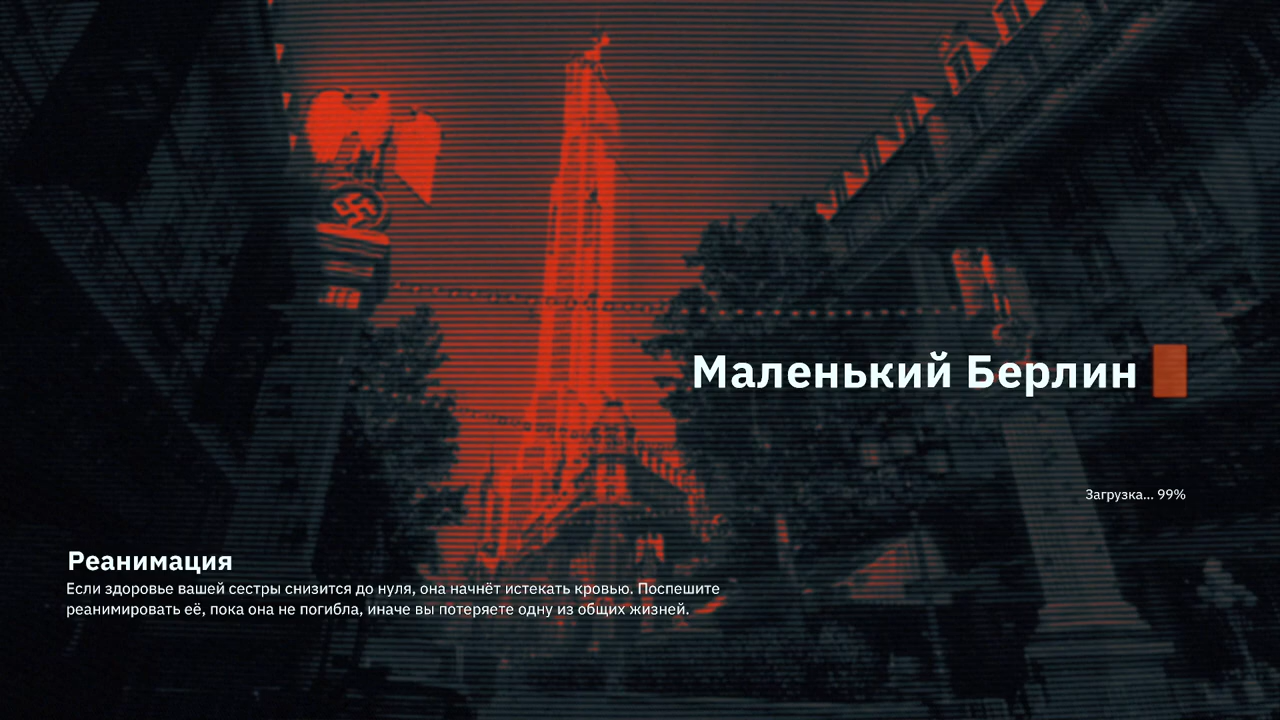 Маленький Берлин
Загрузка... 99%
Реанимация
Если здоровье вашей сестры снизится до нуля, она начнёт истекать кровью. Поспешите
реанимировать её, пока она не погибла, иначе вы потеряете одну из общих жизней.